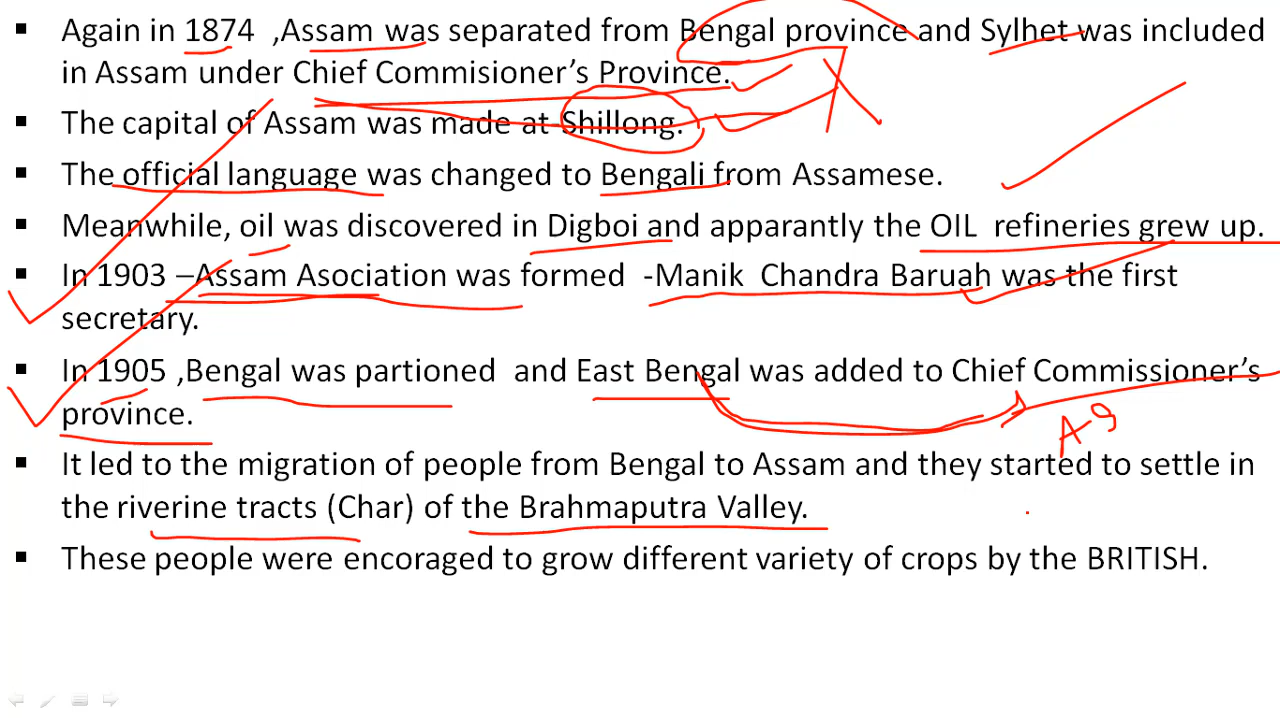 ▪ Again in 1874 ,Assam was separated from Bengal province and Sylhet was included
in Assam under Chief Commisioner's Province.
▪ The capital of Assam was made at Shillong.
▪ The official language was changed to Bengali from Assamese.
▪ Meanwhile, oil was discovered in Digboi and apparantly the OIL refineries grew up.
▪ In 1903 –Assam Asociation was formed -Manik Chandra Baruah was the first
secretary.
▪ In 1905 ,Bengal was partioned and East Bengal was added to Chief Commissioner's
province.
▪ It led to the migration of people from Bengal to Assam and they started to settle in
the riverine tracts (Char) of the Brahmaputra Valley.
▪ These people were encoraged to grow different variety of crops by the BRITISH.